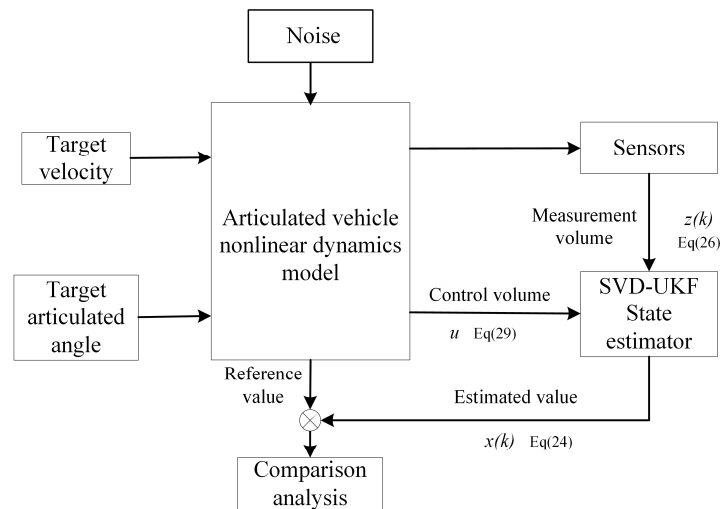 Noise
Target
velocity
Articulated vehicle
nonlinear dynamics
model
Sensors
Measurement
volume
z(k)
Eq(26)
Target
articulated
angle
Control volume
u Eq(29)
SVD-UKF
State
estimator
Reference
value
Estimated value
x(k) Eq(24)
Comparison
analysis